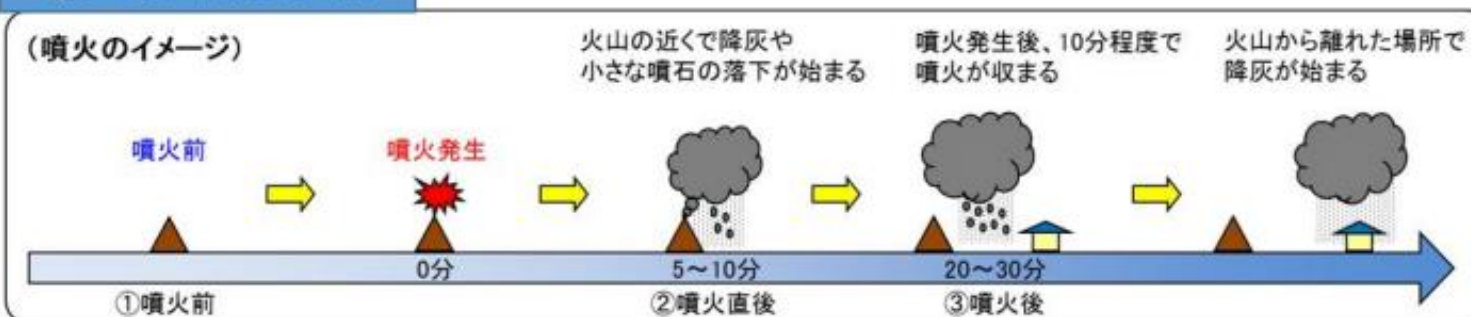 (噴火のイメージ)
火山の近くで降灰や
小さな噴石の落下が始まる
噴火発生後、10分程度で
噴火が収まる
火山から離れた場所で
降灰が始まる
噴火前
噴火発生
0分
5～10分
20～30分
①噴火前
②噴火直後
③噴火後